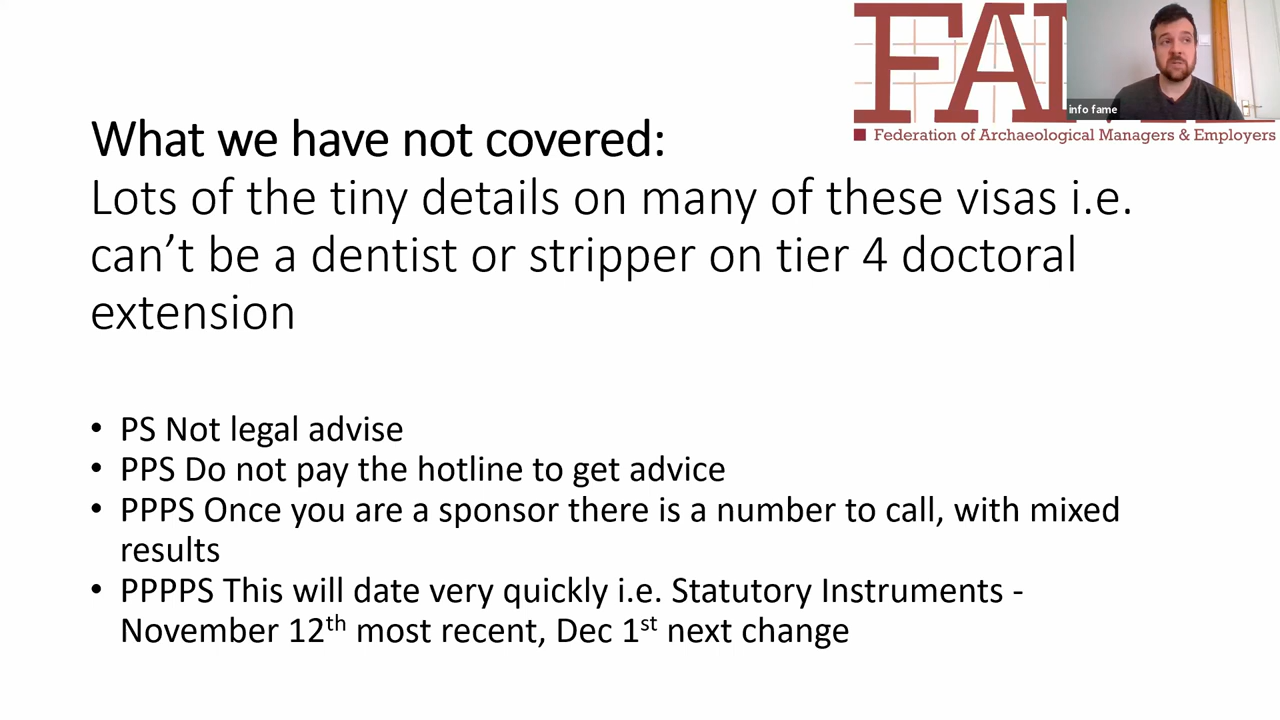 FA
info fame
Federation of Archaeological Managers & Employers
What we have not covered:
Lots of the tiny details on many of these visas i.e.
can’t be a dentist or stripper on tier 4 doctoral
extension
• PS Not legal advise
• PPS Do not pay the hotline to get advice
• PPPS Once you are a sponsor there is a number to call, with mixed
results
• PPPPS This will date very quickly i.e. Statutory Instruments -
November 12th most recent, Dec 1st next change